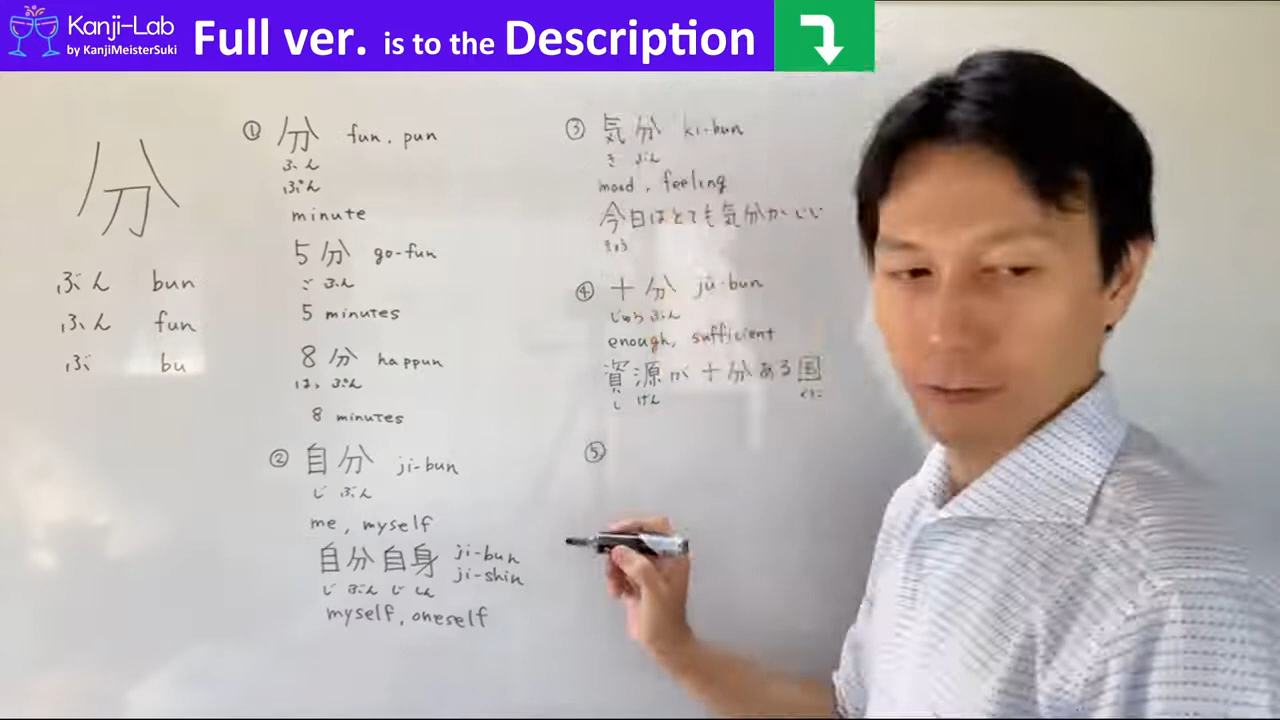 Kanji-Lab
by KanjiMeisterSuki
Full ver. is to the Description
分
ぶん bun
ふん fun
ぶ bu
① 分 fun, pun
ふん
ぷん
minute
5分 go-fun
ご ふん
5 minutes
8分 happun
はっ ぷん
8 minutes
② 自分 ji-bun
じ ぶん
me, myself
自分自身 ji-bun
ji-shin
じ ぶん じ しん
myself, oneself
③ 気分 ki-bun
き ぶん
mood, feeling
今日はとても気分がいい
きょう
④ 十分 jū-bun
じゅう ぶん
enough, sufficient
資源が十分ある国
し げん くに
⑤